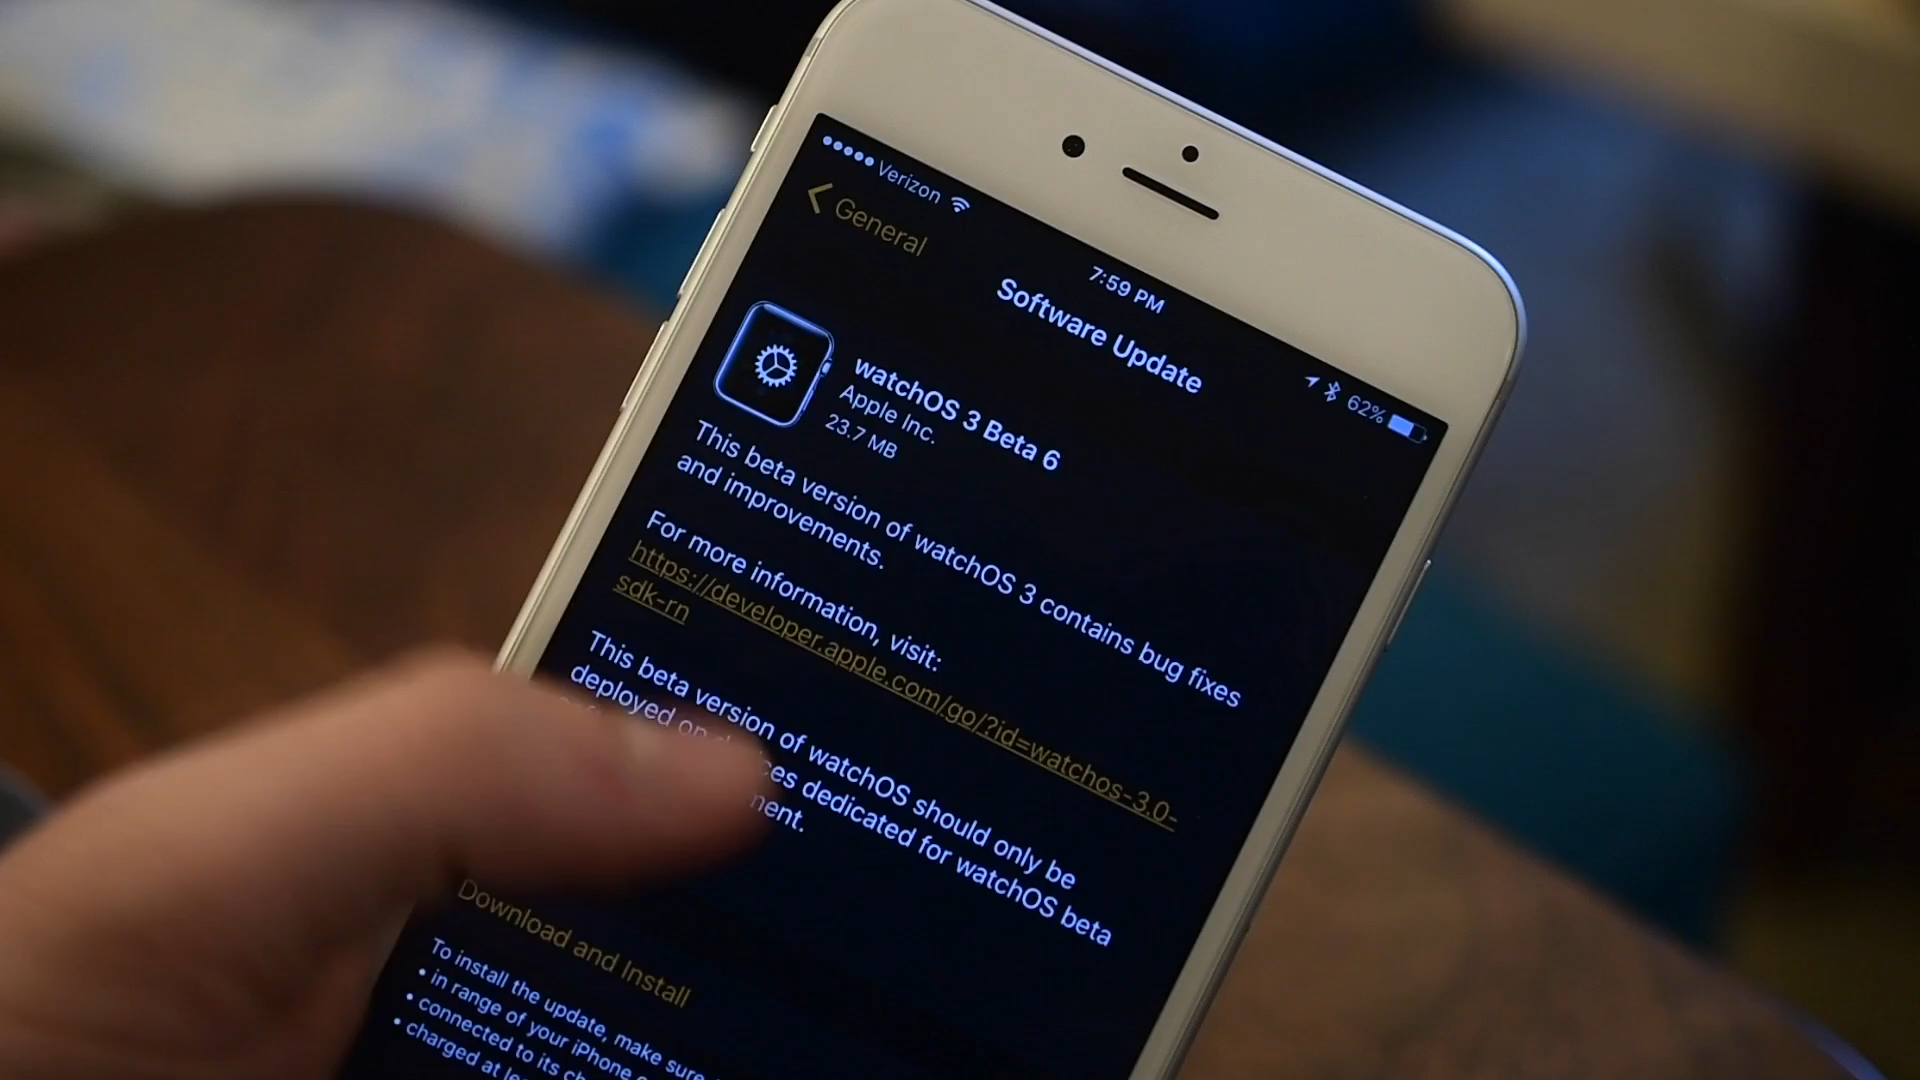 Verizon
7:59 PM
62%
General
Software Update
watchOS 3 Beta 6
Apple Inc.
23.7 MB
This beta version of watchOS 3 contains bug fixes
and improvements.
For more information, visit:
https://developer.apple.com/go/?id=watchos-3.0-
sdk-rn
This beta version of watchOS should only be
deployed on dedicated for watchOS beta
Download and Install
To install the update, make sure
• in range of your iPhone
• connected to its
• charged at